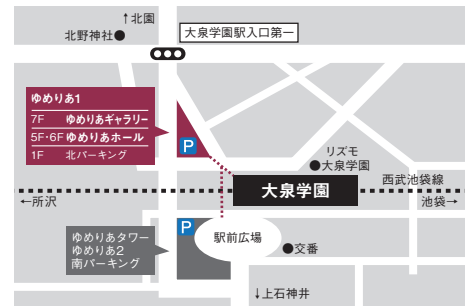 ↑北園
北野神社●
大泉学園駅入口第一
ゆめりあ1
7F ゆめりあギャラリー
5F・6F ゆめりあホール
1F 北パーキング
P
リズモ
●大泉学園
大泉学園
西武池袋線
←所沢
池袋→
P
ゆめりあタワー
ゆめりあ2
南パーキング
駅前広場
●交番
↓上石神井